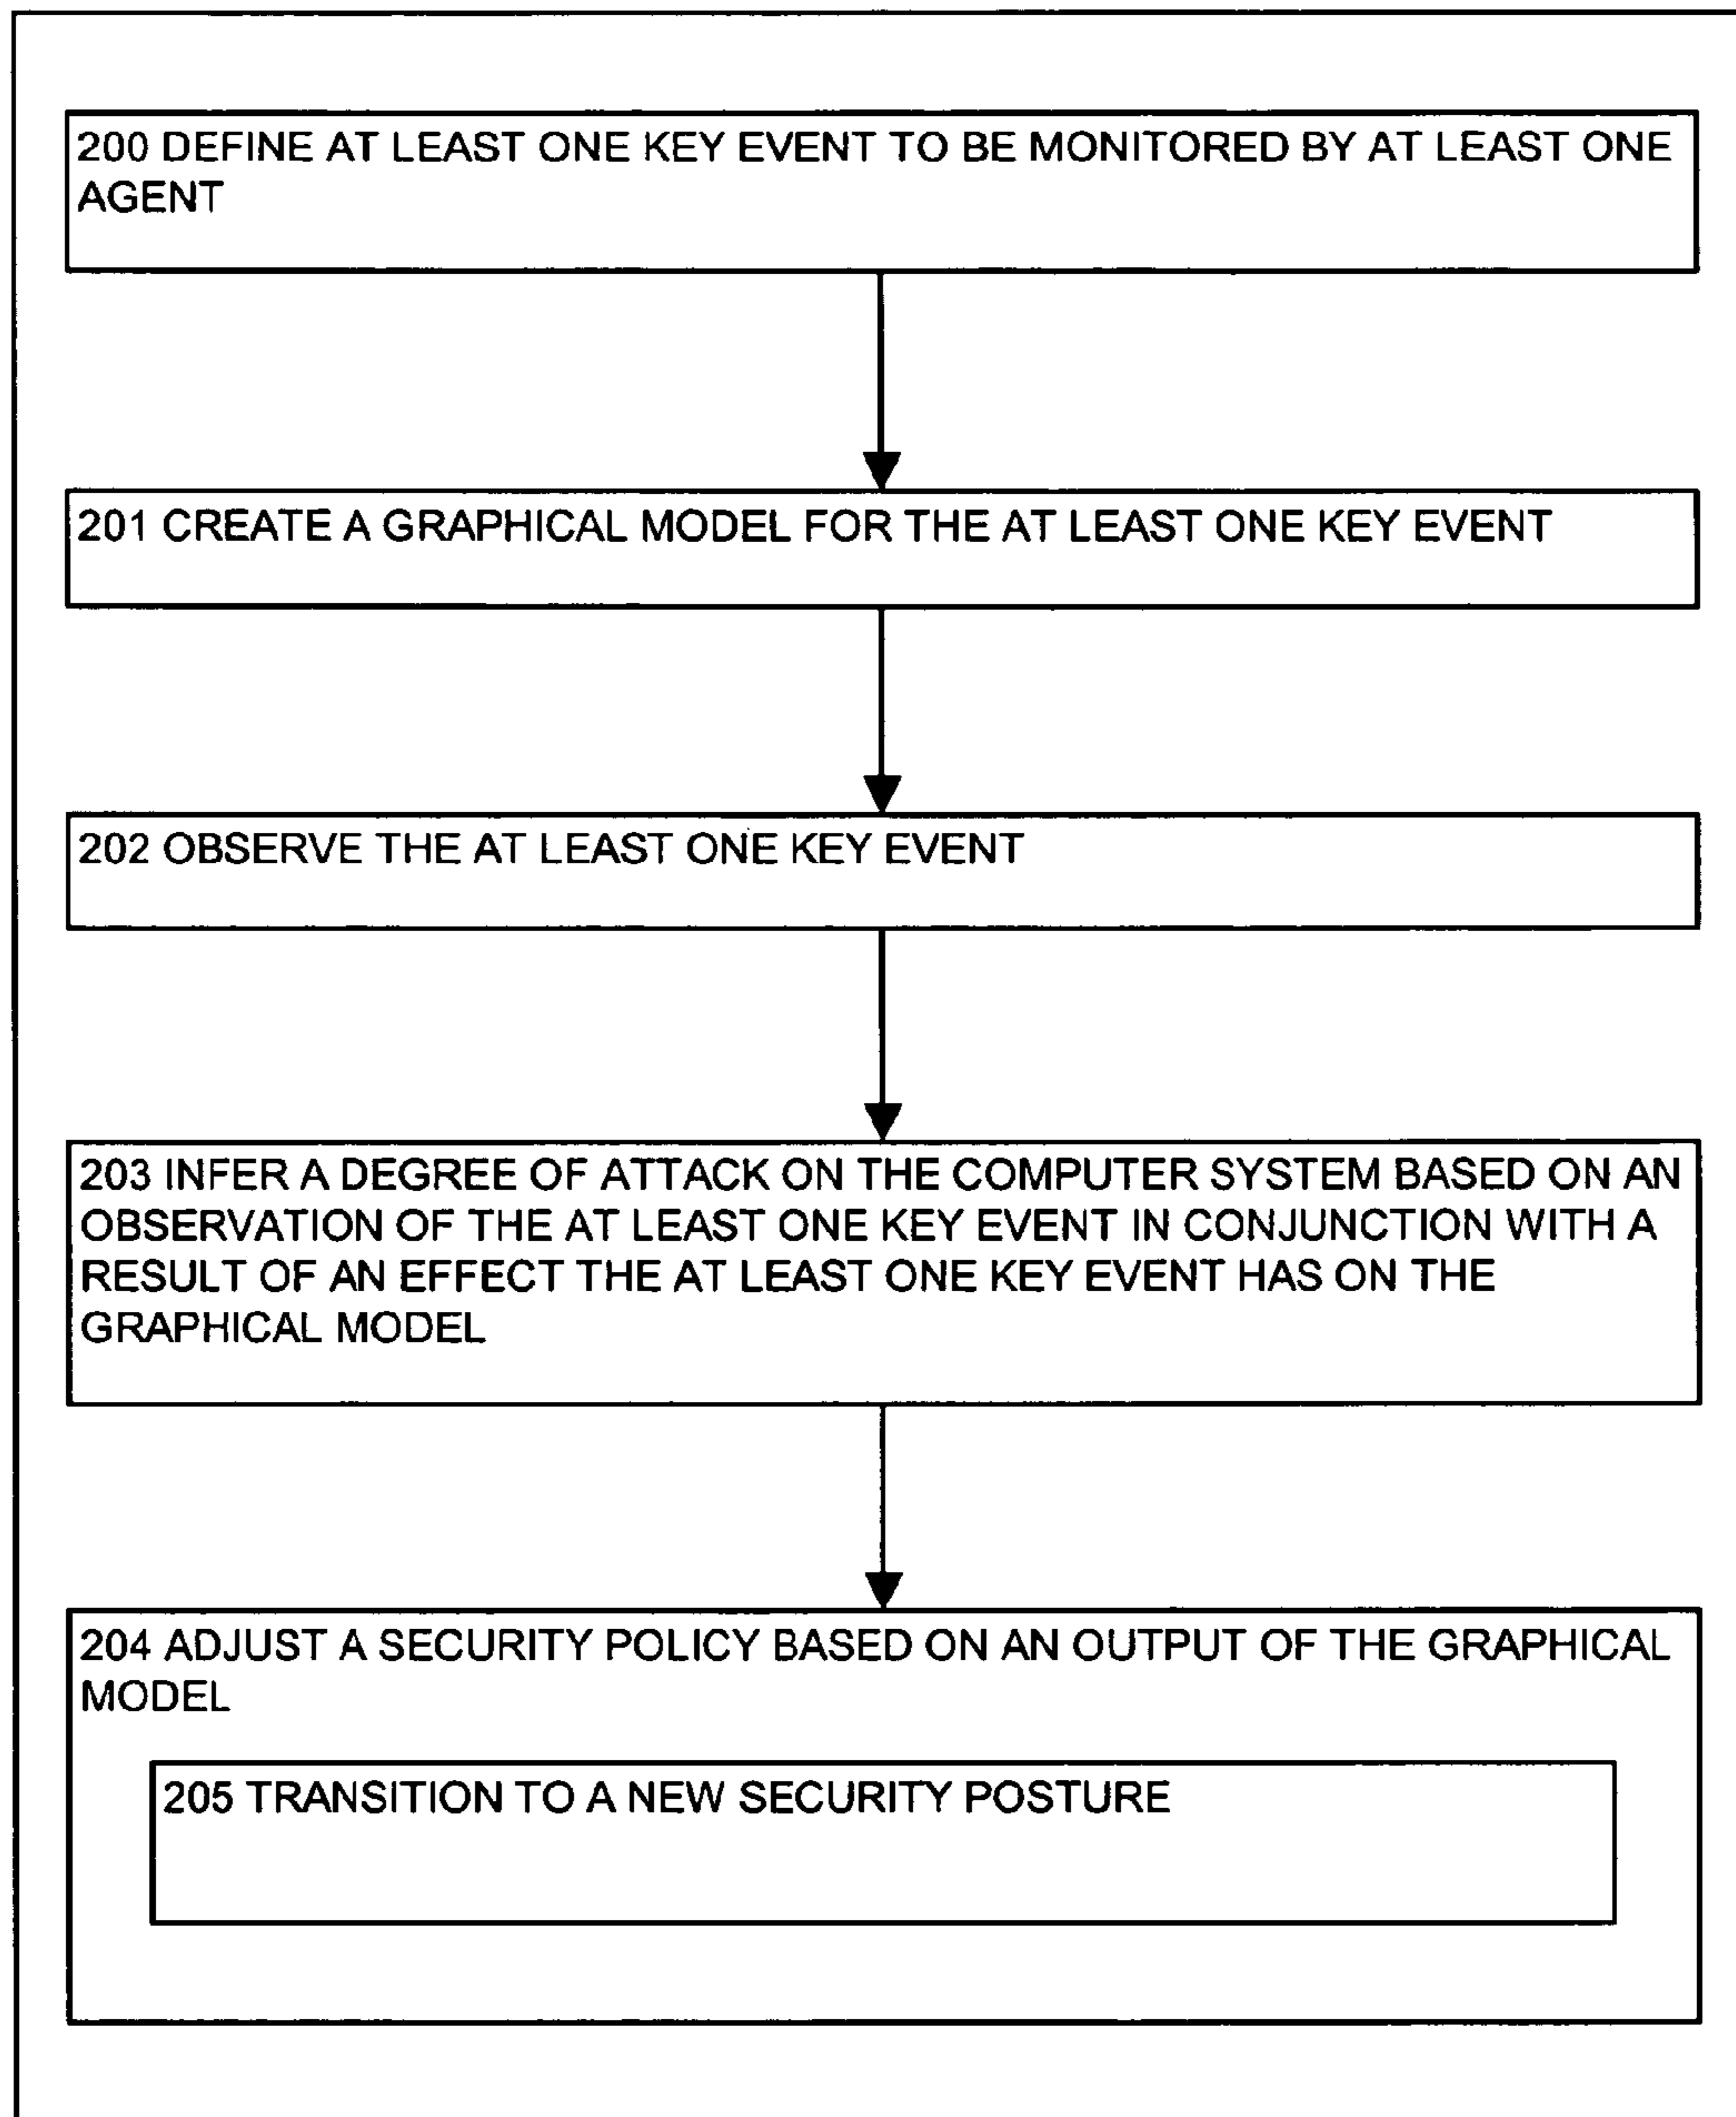 200 DEFINE AT LEAST ONE KEY EVENT TO BE MONITORED BY AT LEAST ONE
AGENT
201 CREATE A GRAPHICAL MODEL FOR THE AT LEAST ONE KEY EVENT
202 OBSERVE THE AT LEAST ONE KEY EVENT
203 INFER A DEGREE OF ATTACK ON THE COMPUTER SYSTEM BASED ON AN
OBSERVATION OF THE AT LEAST ONE KEY EVENT IN CONJUNCTION WITH A
RESULT OF AN EFFECT THE AT LEAST ONE KEY EVENT HAS ON THE
GRAPHICAL MODEL
204 ADJUST A SECURITY POLICY BASED ON AN OUTPUT OF THE GRAPHICAL
MODEL
205 TRANSITION TO A NEW SECURITY POSTURE